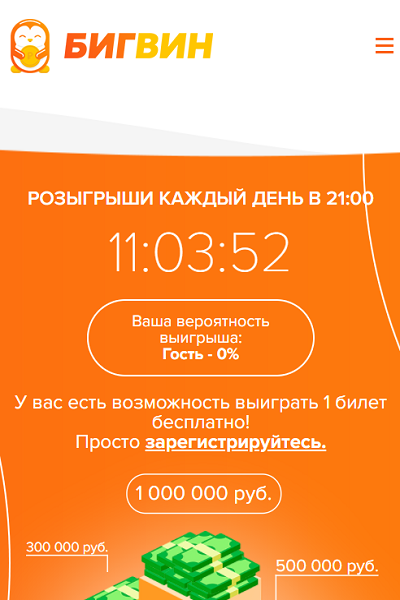 БИГВИН
РОЗЫГРЫШИ КАЖДЫЙ ДЕНЬ В 21:00
11:03:52
Ваша вероятность
выигрыша:
Гость - 0%
У вас есть возможность выиграть 1 билет
бесплатно!
Просто зарегистрируйтесь.
1 000 000 руб.
300 000 руб.
500 000 руб.